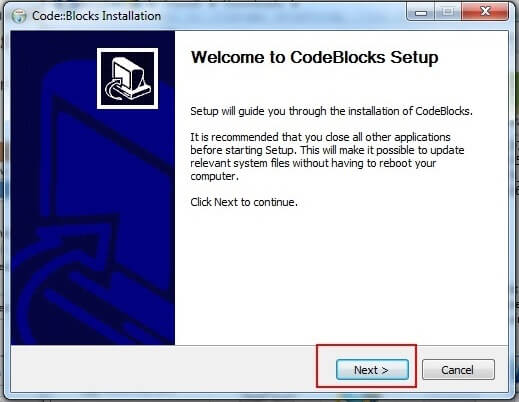 Code::Blocks Installation
Welcome to CodeBlocks Setup
Setup will guide you through the installation of CodeBlocks.
It is recommended that you close all other applications
before starting Setup. This will make it possible to update
relevant system files without having to reboot your
computer.
Click Next to continue.
Next >
Cancel